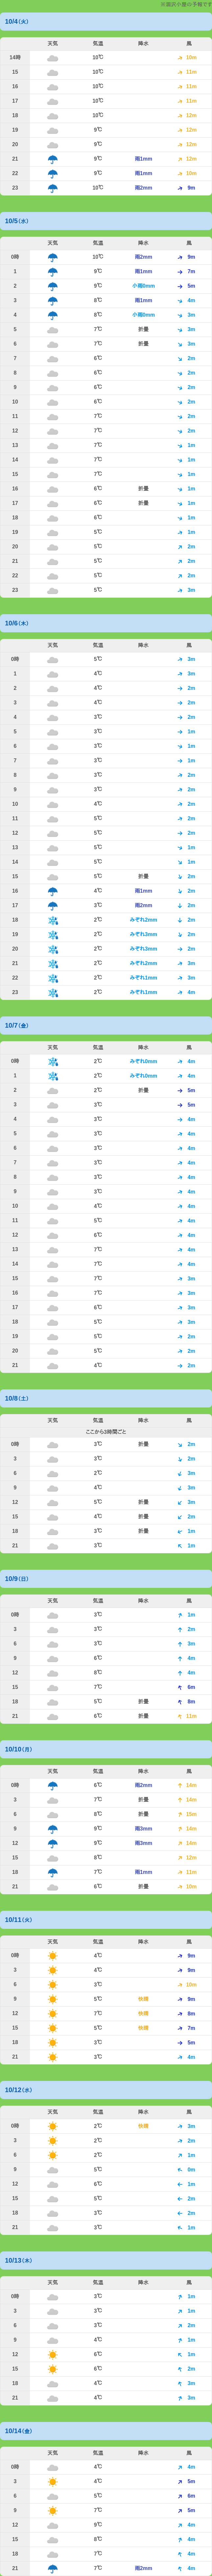 ※選択小屋の予報です
10/4(火)
天気 気温 降水 風
14時 10℃ 10m
15 10℃ 11m
16 10℃ 11m
17 10℃ 11m
18 10℃ 12m
19 9℃ 12m
20 9℃ 12m
21 9℃ 雨1mm 12m
22 9℃ 雨1mm 10m
23 10℃ 雨2mm 9m
10/5(水)
天気 気温 降水 風
0時 10℃ 雨2mm 9m
1 9℃ 雨1mm 7m
2 9℃ 小雨0mm 5m
3 8℃ 雨1mm 4m
4 8℃ 小雨0mm 3m
5 7℃ 折畳 3m
6 7℃ 折畳 3m
7 6℃ 2m
8 6℃ 2m
9 6℃ 2m
10 6℃ 2m
11 7℃ 2m
12 7℃ 2m
13 7℃ 1m
14 7℃ 1m
15 7℃ 1m
16 6℃ 折畳 1m
17 6℃ 折畳 1m
18 6℃ 1m
19 5℃ 1m
20 5℃ 2m
21 5℃ 2m
22 5℃ 2m
23 5℃ 3m
10/6(木)
天気 気温 降水 風
0時 5℃ 3m
1 4℃ 3m
2 4℃ 2m
3 4℃ 2m
4 3℃ 2m
5 3℃ 1m
6 3℃ 1m
7 3℃ 1m
8 3℃ 2m
9 3℃ 2m
10 4℃ 2m
11 5℃ 2m
12 5℃ 2m
13 5℃ 1m
14 5℃ 1m
15 5℃ 折畳 2m
16 4℃ 雨1mm 2m
17 3℃ 雨2mm 2m
18 2℃ みぞれ2mm 2m
19 2℃ みぞれ3mm 2m
20 2℃ みぞれ3mm 2m
21 2℃ みぞれ2mm 3m
22 2℃ みぞれ1mm 3m
23 2℃ みぞれ1mm 4m
10/7(金)
天気 気温 降水 風
0時 2℃ みぞれ0mm 4m
1 2℃ みぞれ0mm 4m
2 2℃ 折畳 5m
3 3℃ 5m
4 3℃ 4m
5 3℃ 4m
6 3℃ 4m
7 3℃ 4m
8 3℃ 4m
9 3℃ 4m
10 4℃ 4m
11 5℃ 4m
12 6℃ 4m
13 7℃ 4m
14 7℃ 4m
15 7℃ 3m
16 7℃ 3m
17 6℃ 3m
18 5℃ 3m
19 5℃ 2m
20 5℃ 2m
21 4℃ 2m
10/8(土)
天気 気温 降水 風
ここから3時間ごと
0時 3℃ 折畳 2m
3 3℃ 2m
6 2℃ 3m
9 4℃ 3m
12 5℃ 折畳 3m
15 4℃ 折畳 2m
18 3℃ 折畳 1m
21 3℃ 1m
10/9(日)
天気 気温 降水 風
0時 3℃ 1m
3 3℃ 2m
6 3℃ 3m
9 6℃ 4m
12 8℃ 4m
15 7℃ 6m
18 5℃ 折畳 8m
21 6℃ 折畳 11m
10/10(月)
天気 気温 降水 風
0時 6℃ 雨2mm 14m
3 7℃ 折畳 14m
6 8℃ 折畳 15m
9 9℃ 雨3mm 14m
12 9℃ 雨3mm 14m
15 8℃ 12m
18 7℃ 雨1mm 11m
21 6℃ 折畳 10m
10/11(火)
天気 気温 降水 風
0時 4℃ 9m
3 4℃ 9m
6 3℃ 10m
9 5℃ 快晴 9m
12 7℃ 快晴 8m
15 5℃ 快晴 7m
18 3℃ 5m
21 3℃ 4m
10/12(水)
天気 気温 降水 風
0時 2℃ 快晴 3m
3 2℃ 2m
6 2℃ 1m
9 5℃ 0m
12 6℃ 1m
15 5℃ 2m
18 3℃ 2m
21 3℃ 1m
10/13(木)
天気 気温 降水 風
0時 3℃ 1m
3 3℃ 1m
6 3℃ 2m
9 4℃ 1m
12 6℃ 1m
15 6℃ 2m
18 4℃ 3m
21 4℃ 3m
10/14(金)
天気 気温 降水 風
0時 4℃ 4m
3 4℃ 5m
6 5℃ 6m
9 7℃ 5m
12 9℃ 4m
15 8℃ 4m
18 7℃ 4m
21 7℃ 雨2mm 4m